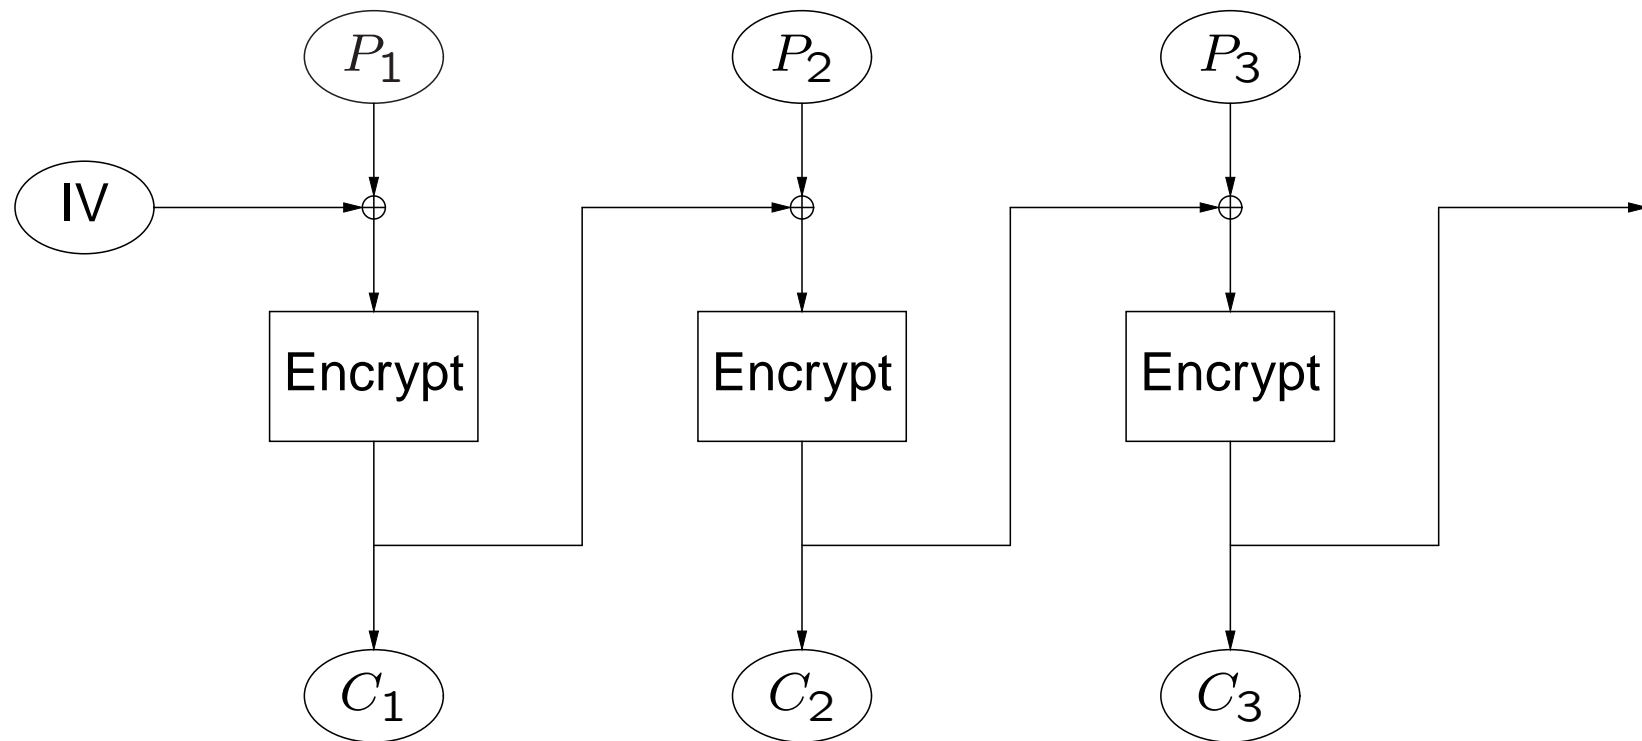 P₁ P₂ P₃
IV
Encrypt Encrypt Encrypt
C₁ C₂ C₃